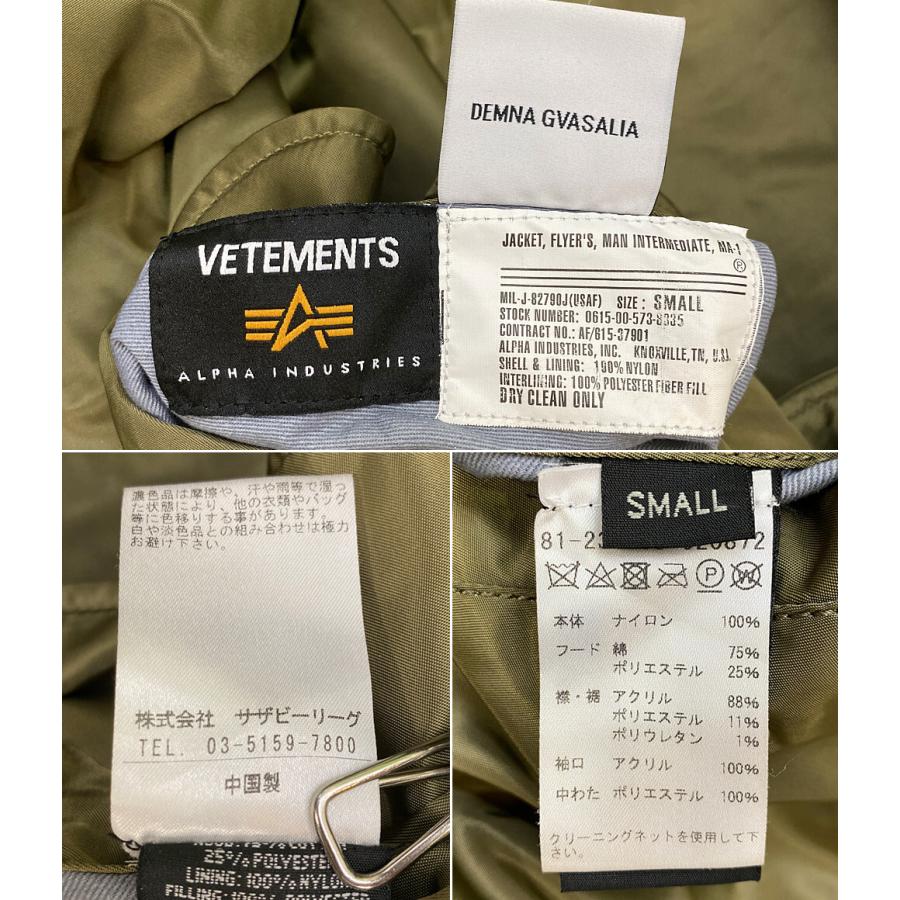 DEMNA GVASALIA
VETEMENTS
ALPHA INDUSTRIES
JACKET, FLYER'S, MAN INTERMEDIATE, MA-1
®
MIL-J-82790J(USAF) SIZE: SMALL
STOCK NUMBER: 0615-00-573-8335
CONTRACT NO.: AF/615-37901
ALPHA INDUSTRIES, INC. KNOXVILLE, TN, U.S.A.
SHELL & LINING: 100% NYLON
INTERLINING: 100% POLYESTER FIBER FILL
DRY CLEAN ONLY
濃色品は摩擦や、汗や雨等で湿っ
た状態により、他の衣類やバッグ
等に色移りする事があります。
白や淡色品との組み合わせは極力
お避け下さい。
株式会社 サザビーリーグ
TEL. 03-5159-7800
中国製
25% POLYESTER
LINING: 100% NYLON
FILLING: 100%
SMALL
本体 ナイロン 100%
フード 綿 75%
ポリエステル 25%
襟・裾 アクリル 88%
ポリエステル 11%
ポリウレタン 1%
袖口 アクリル 100%
中わた ポリエステル 100%
クリーニングネットを使用して下
さい。